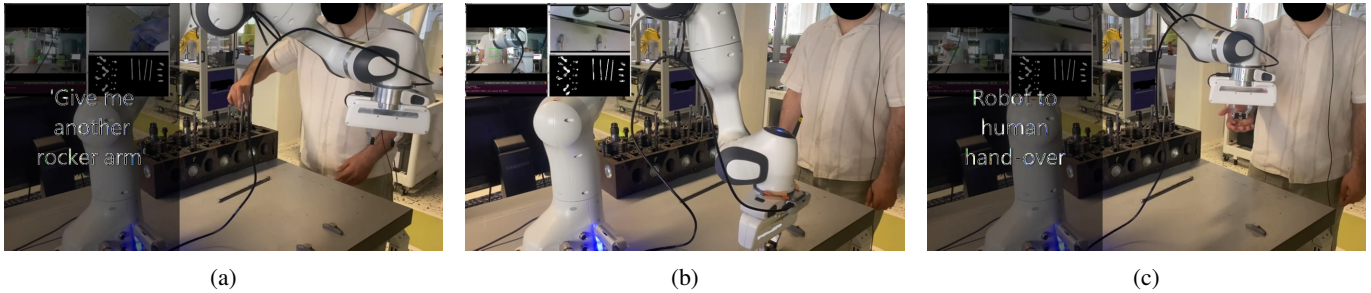 'Give me
another
rocker arm'
Robot to
human
hand-over
(a)
(b)
(c)